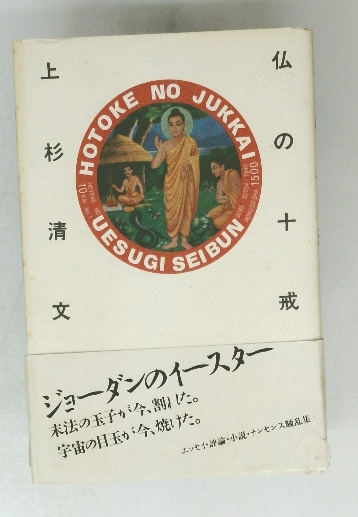 仏の十戒
上杉清文
HOTOKE NO JUKKAI
UESUGI SEIBUN
1500
ジョーダンのイースター
末法の玉子が今、割れた。
宇宙の目玉が今、焼けた。
エッセイ・評論・小説・ナンセンス騒乱集